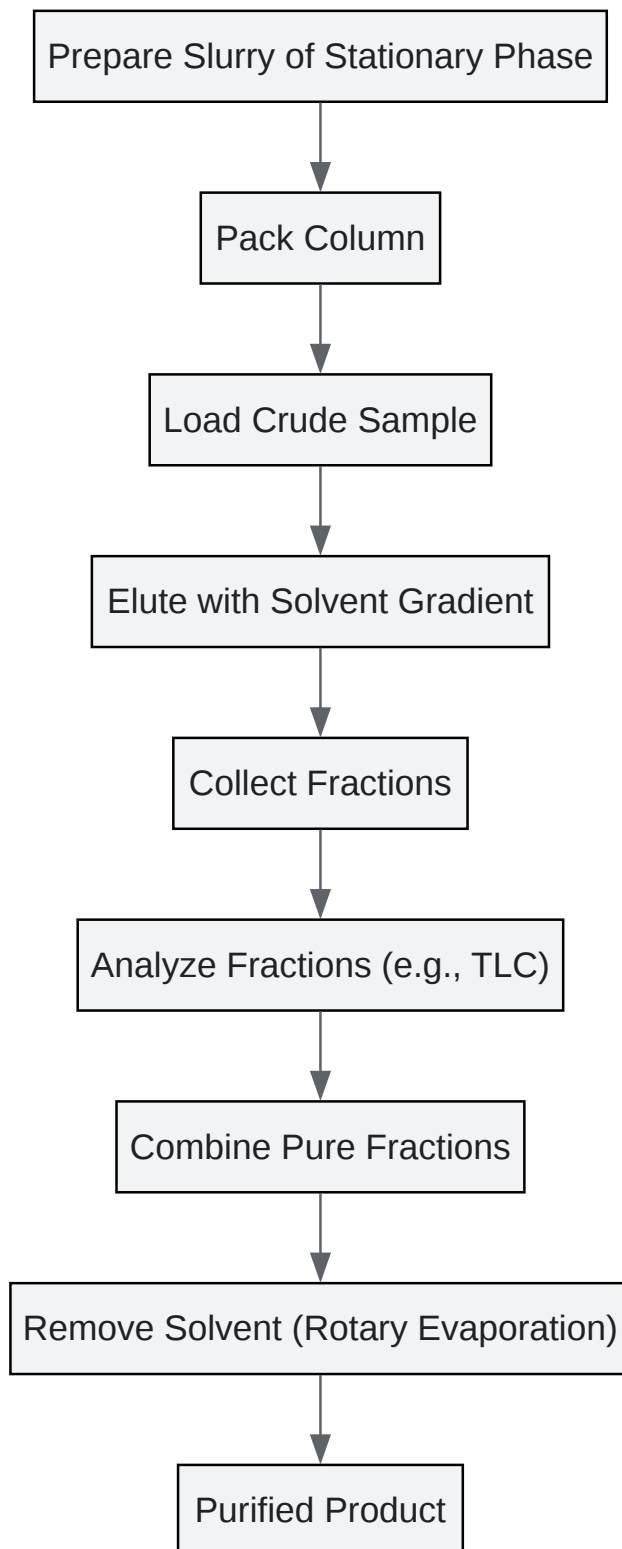 Prepare Slurry of Stationary Phase
Pack Column
Load Crude Sample
Elute with Solvent Gradient
Collect Fractions
Analyze Fractions (e.g., TLC)
Combine Pure Fractions
Remove Solvent (Rotary Evaporation)
Purified Product